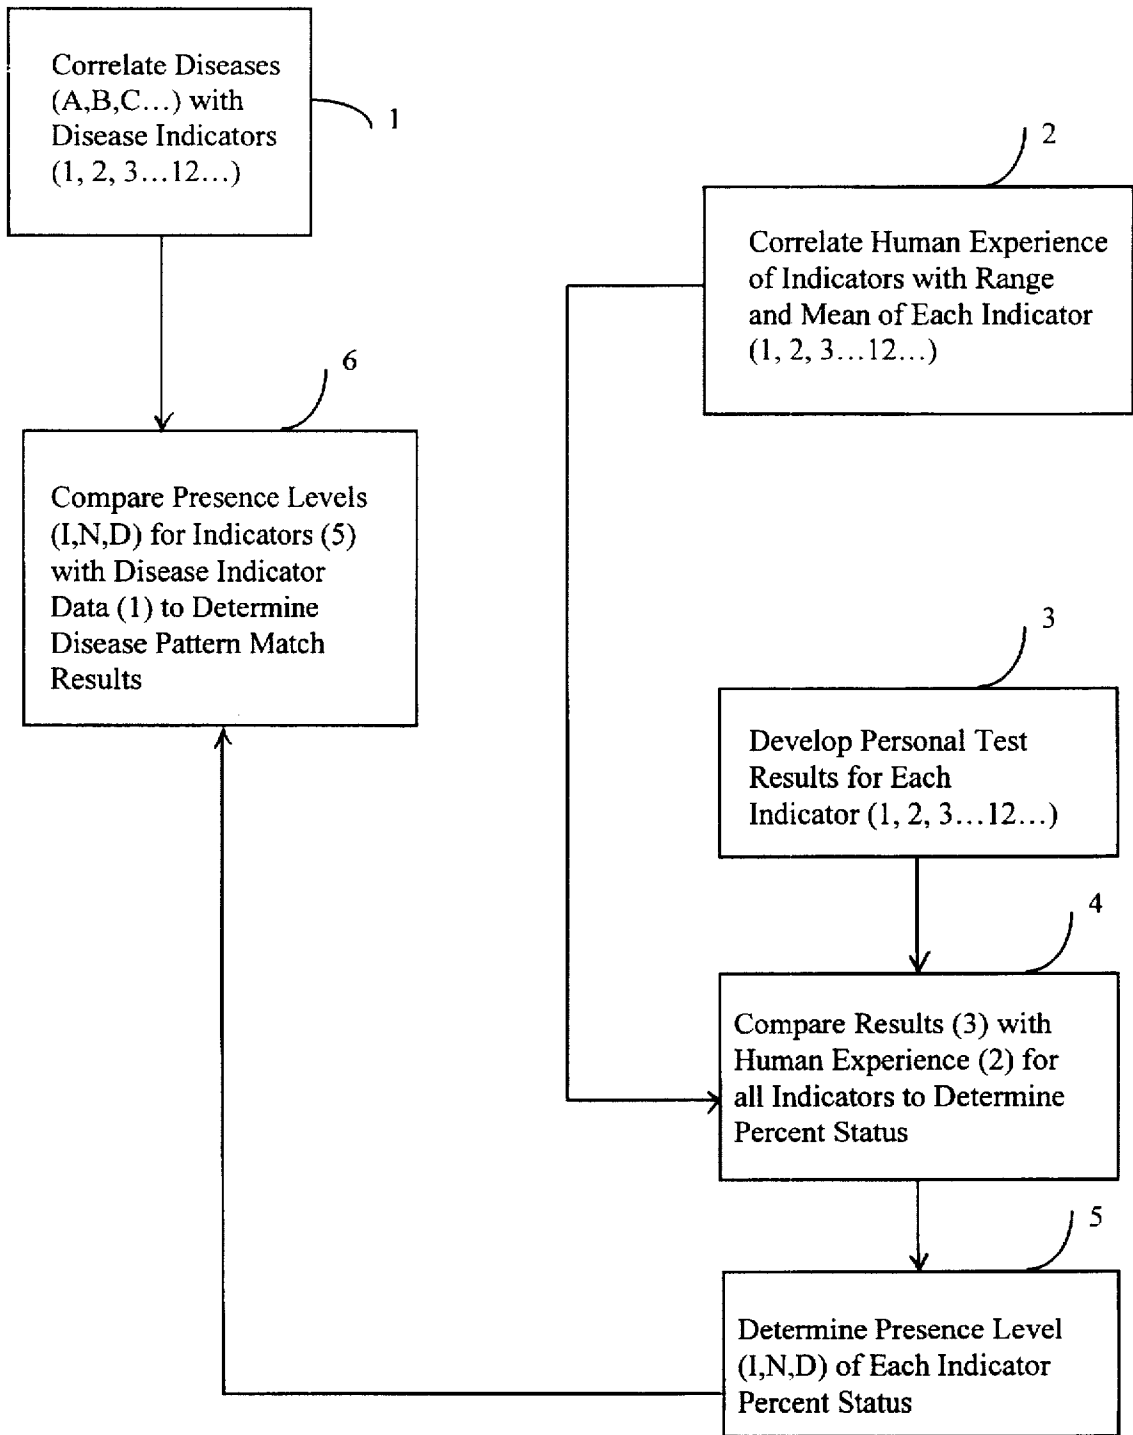 Correlate Diseases
(A,B,C...) with
Disease Indicators
(1, 2, 3...12...)
1
2
Correlate Human Experience
of Indicators with Range
and Mean of Each Indicator
(1, 2, 3...12...)
6
Compare Presence Levels
(I,N,D) for Indicators (5)
with Disease Indicator
Data (1) to Determine
Disease Pattern Match
Results
3
Develop Personal Test
Results for Each
Indicator (1, 2, 3...12...)
4
Compare Results (3) with
Human Experience (2) for
all Indicators to Determine
Percent Status
5
Determine Presence Level
(I,N,D) of Each Indicator
Percent Status